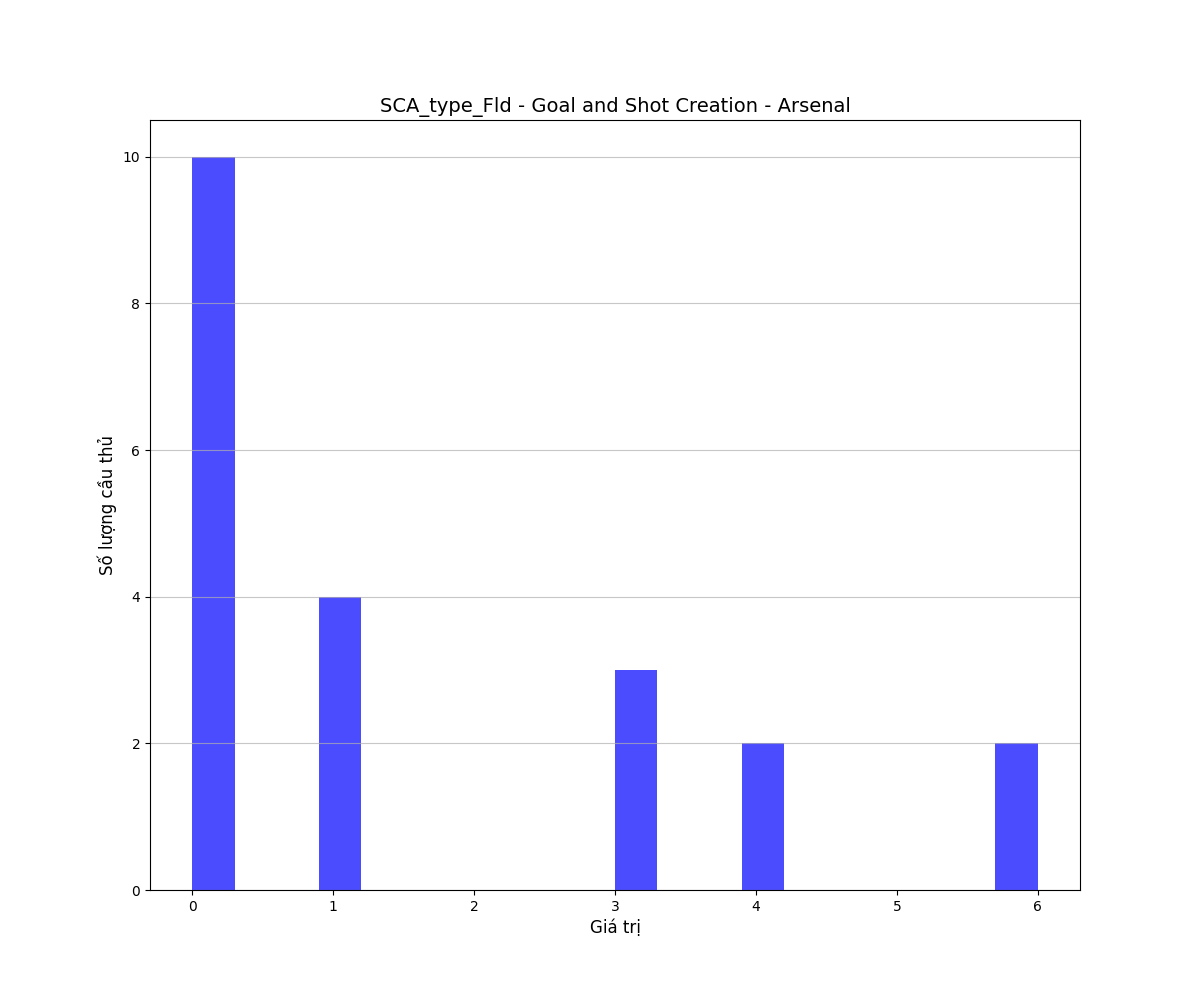 SCA_type_Fld - Goal and Shot Creation - Arsenal
10
8
6
4
2
0
Số lượng cầu thủ
0 1 2 3 4 5 6
Giá trị